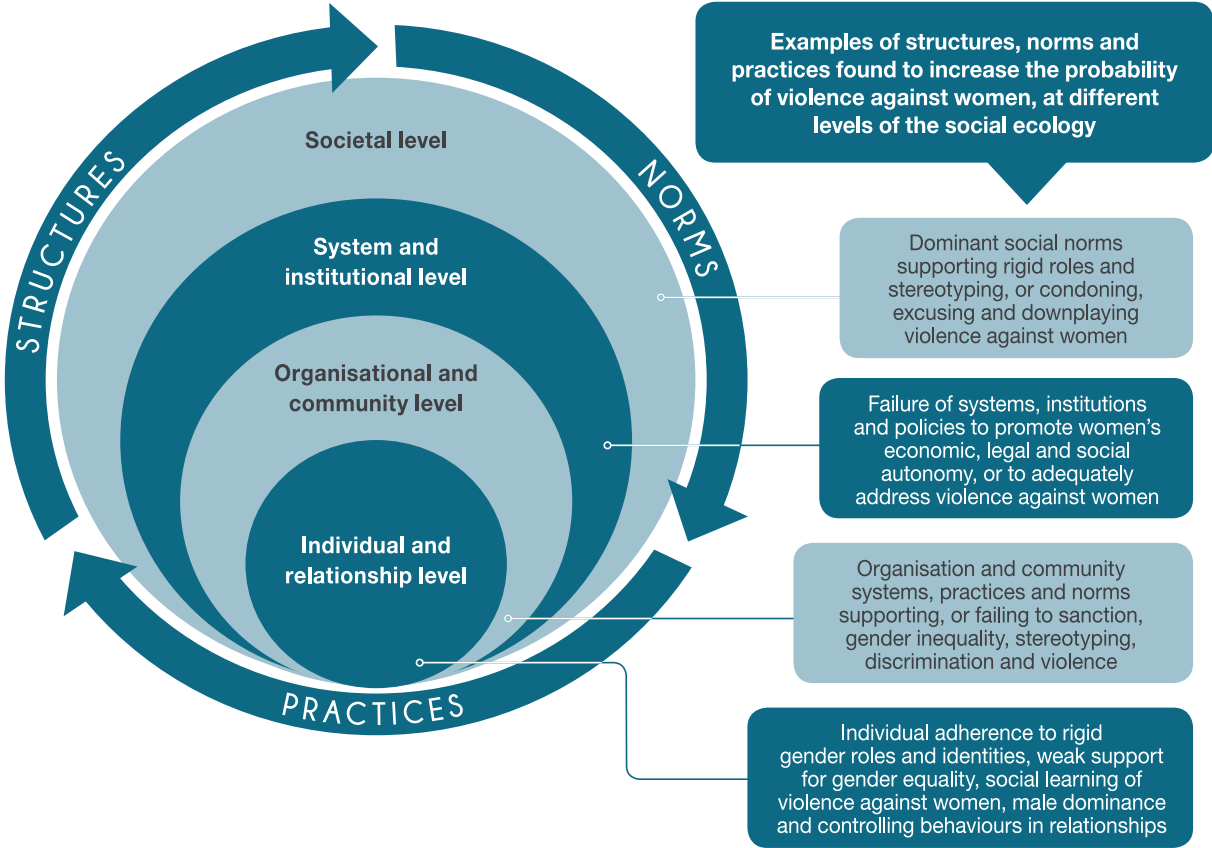 Examples of structures, norms and
practices found to increase the probability
of violence against women, at different
levels of the social ecology
STRUCTURES
NORMS
PRACTICES
Societal level
System and
institutional level
Organisational and
community level
Individual and
relationship level
Dominant social norms
supporting rigid roles and
stereotyping, or condoning,
excusing and downplaying
violence against women
Failure of systems, institutions
and policies to promote women’s
economic, legal and social
autonomy, or to adequately
address violence against women
Organisation and community
systems, practices and norms
supporting, or failing to sanction,
gender inequality, stereotyping,
discrimination and violence
Individual adherence to rigid
gender roles and identities, weak support
for gender equality, social learning of
violence against women, male dominance
and controlling behaviours in relationships